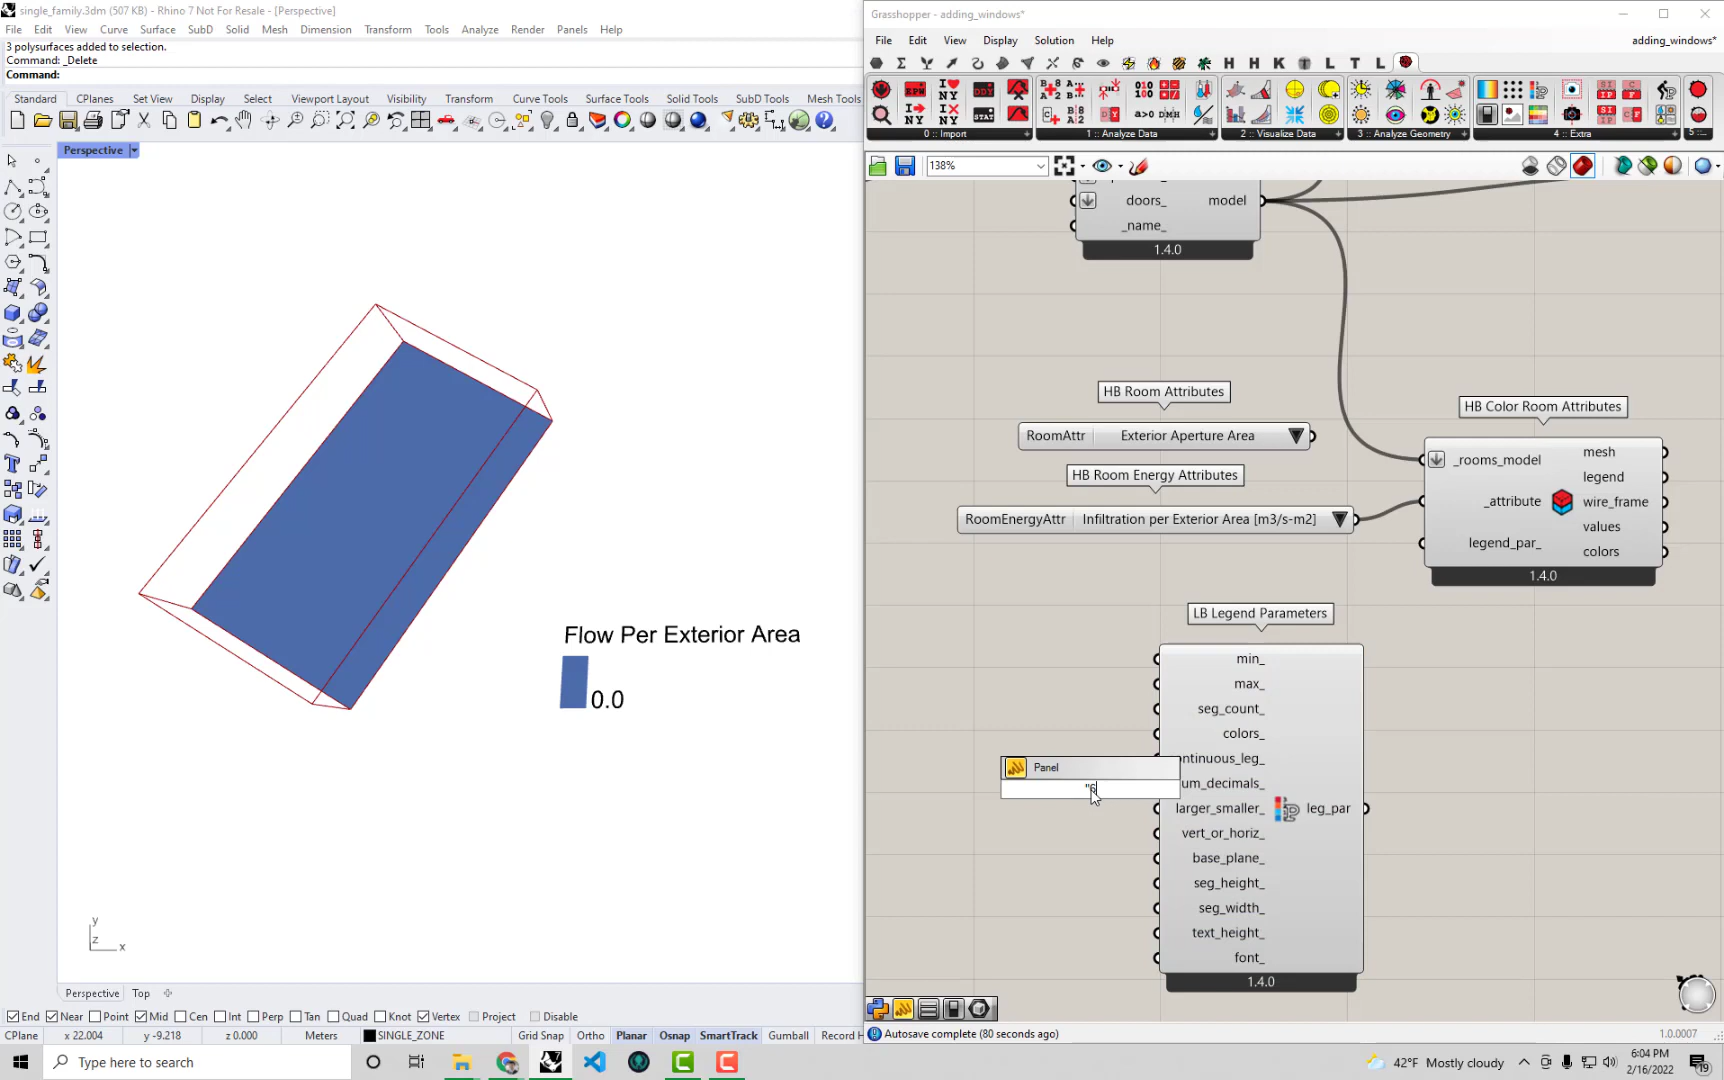 single_family.3dm (507 KB) - Rhino 7 Not For Resale - [Perspective]
File Edit View Curve Surface SubD Solid Mesh Dimension Transform Tools Analyze Render Panels Help
3 polysurfaces added to selection.
Command: _Delete
Command:
Standard CPlanes Set View Display Select Viewport Layout Visibility Transform Curve Tools Surface Tools Solid Tools SubD Tools Mesh Tools
Perspective
Flow Per Exterior Area
0.0
y
z
x
Perspective Top
End Near Point Mid Cen Int Perp Tan Quad Knot Vertex Project Disable
CPlane x 22.004 y -9.218 z 0.000 Meters SINGLE_ZONE Grid Snap Ortho Planar Osnap SmartTrack Gumball Record H
Grasshopper - adding_windows*
File Edit View Display Solution Help
adding_windows*
0 :: Import
1 :: Analyze Data
2 :: Visualize Data
3 :: Analyze Geometry
4 :: Extra
138%
doors_
model
_name_
1.4.0
HB Room Attributes
RoomAttr Exterior Aperture Area
HB Room Energy Attributes
RoomEnergyAttr Infiltration per Exterior Area [m3/s-m2]
HB Color Room Attributes
_rooms_model
_attribute
legend_par_
mesh
legend
wire_frame
values
colors
1.4.0
LB Legend Parameters
min_
max_
seg_count_
colors_
ontinuous_leg_
um_decimals_
larger_smaller_
vert_or_horiz_
base_plane_
seg_height_
seg_width_
text_height_
font_
leg_par
1.4.0
Panel
"6
Autosave complete (80 seconds ago)
1.0.0007
Type here to search
42°F Mostly cloudy
6:04 PM
2/16/2022
19